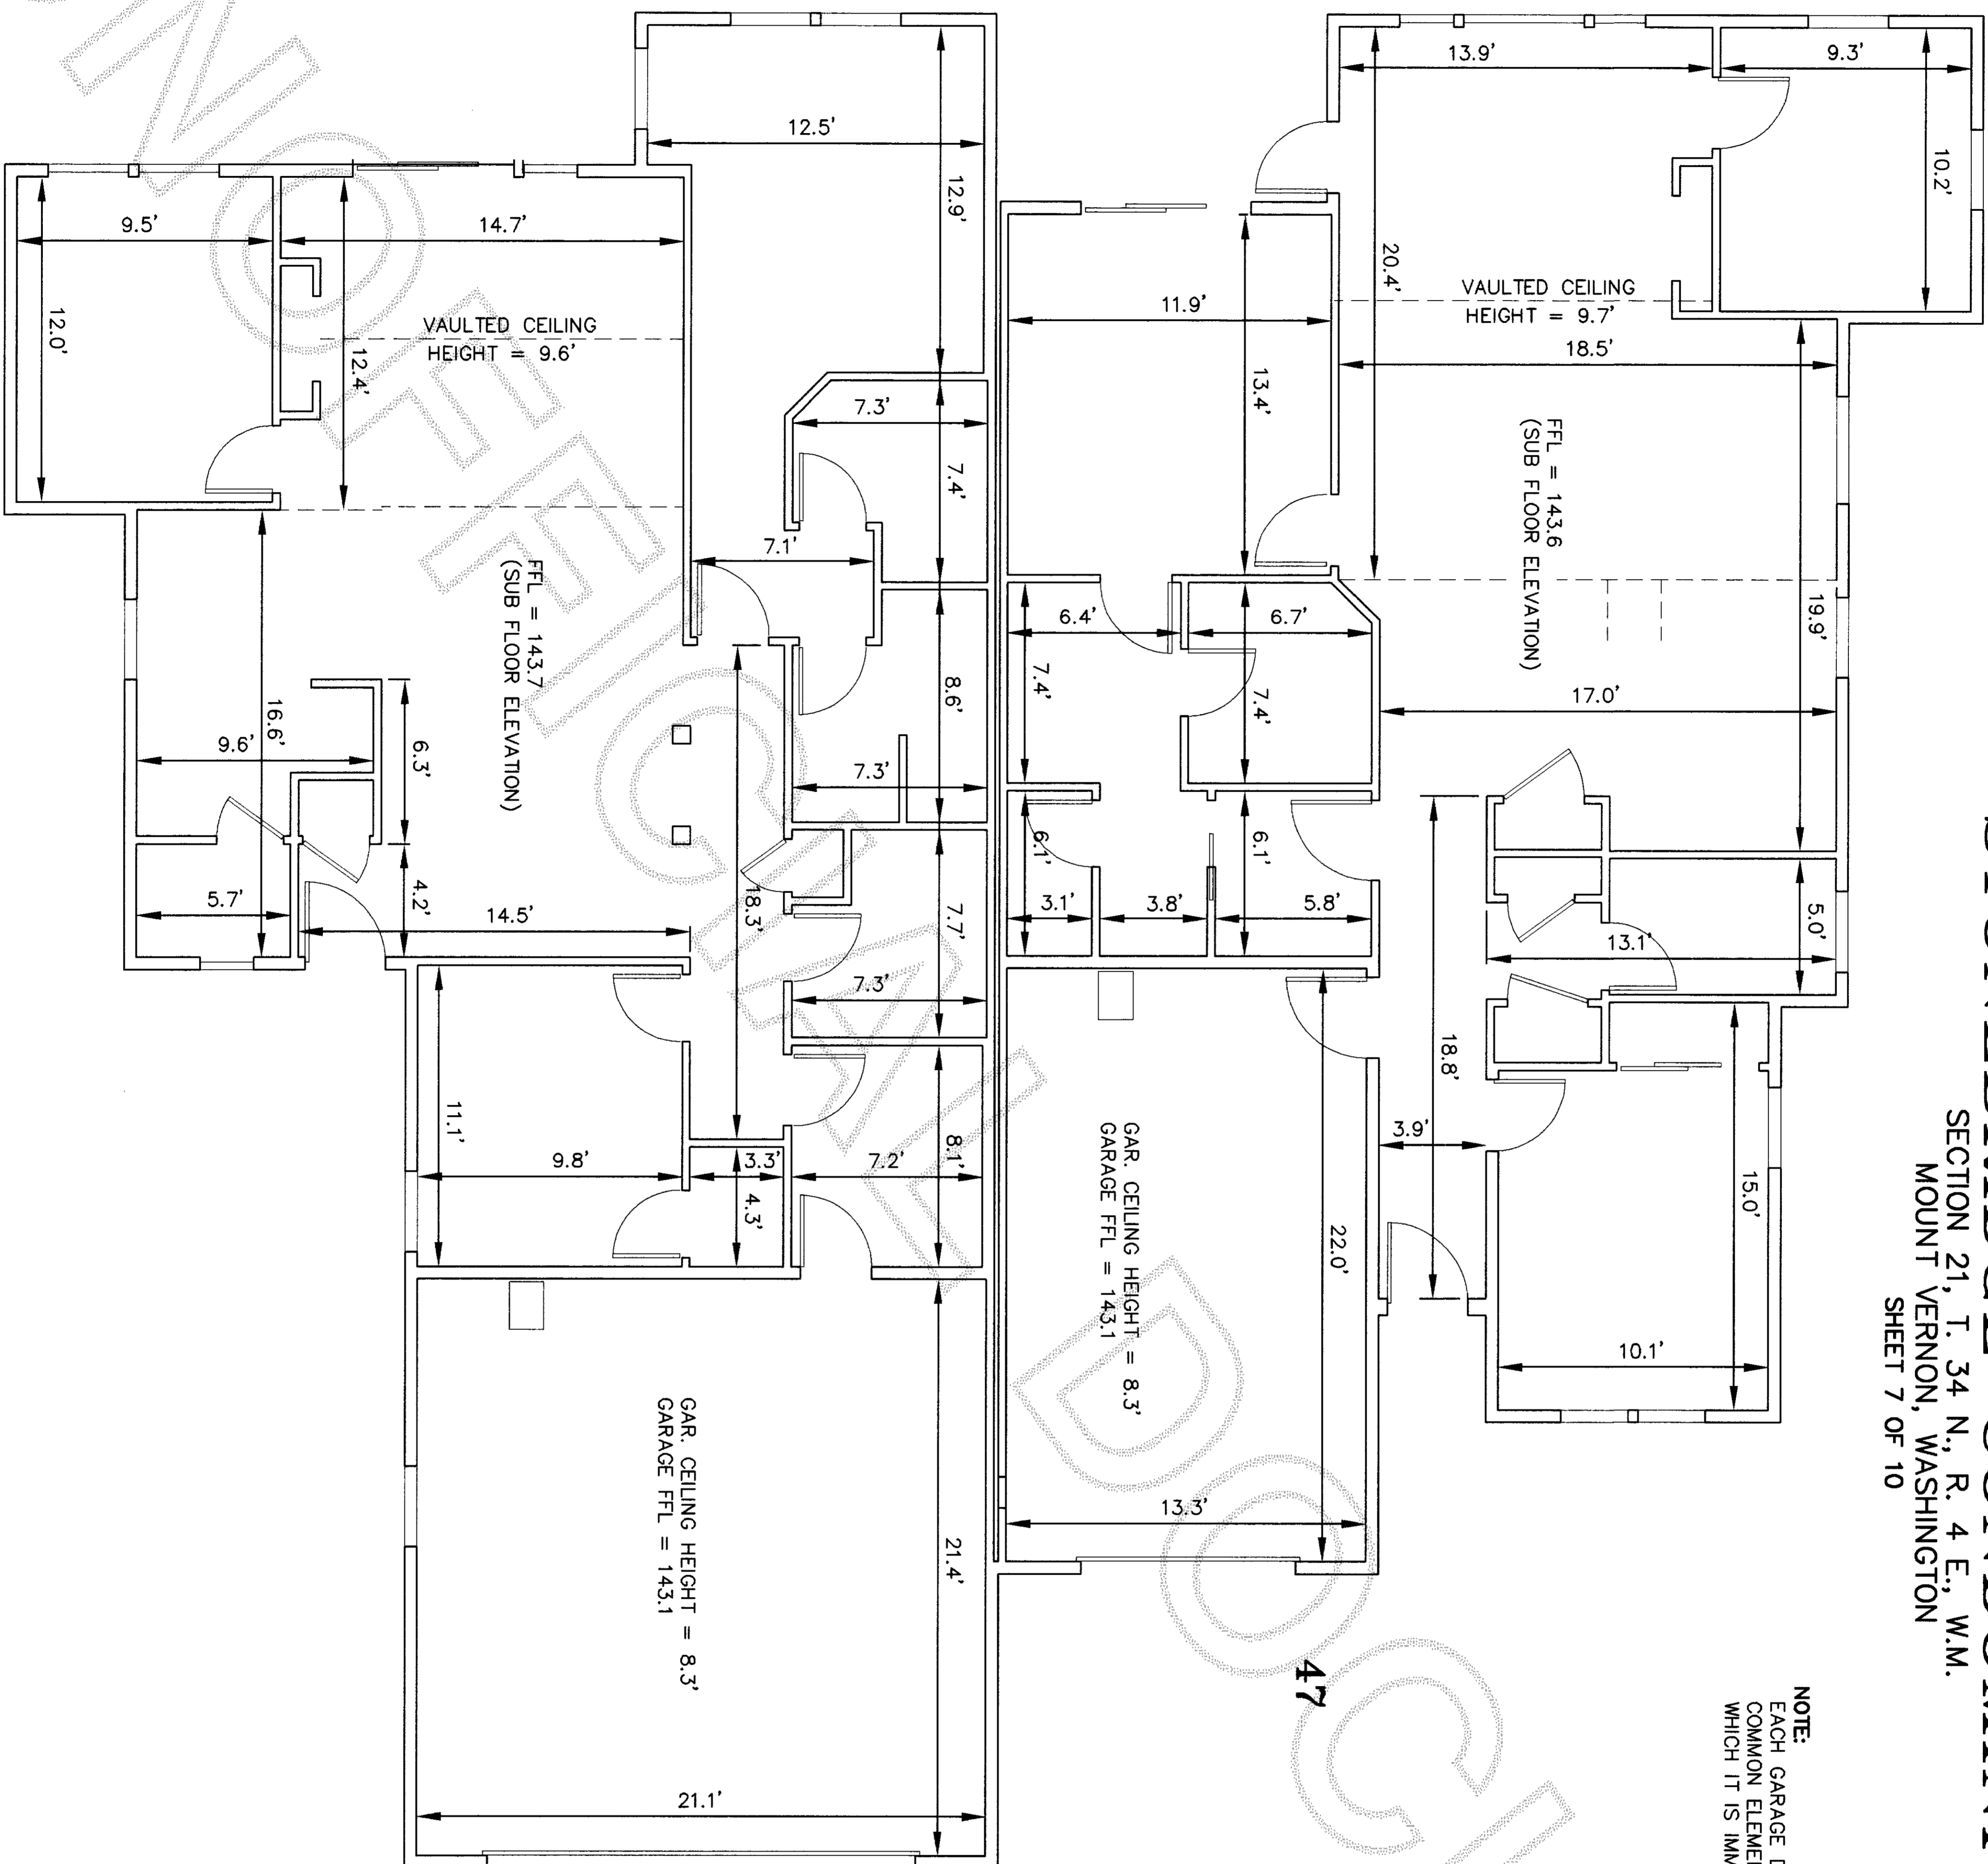 SECTION 21, T. 34 N., R. 4 E., W.M.
MOUNT VERNON, WASHINGTON
SHEET 7 OF 10
NOTE:
EACH GARAGE
COMMON
WHICH IT IS
47
13.9'
9.3'
10.2'
20.4'
VAULTED CEILING
HEIGHT = 9.7'
18.5'
11.9'
13.4'
FFL = 143.6
(SUB FLOOR ELEVATION)
19.9'
17.0'
6.4'
6.7'
7.4'
7.4'
6.1'
6.1'
3.1'
3.8'
5.8'
5.0'
13.1'
18.8'
3.9'
15.0'
10.1'
22.0'
GAR. CEILING HEIGHT = 8.3'
GARAGE FFL = 143.1
13.3'
12.5'
12.9'
9.5'
14.7'
12.0'
VAULTED CEILING
HEIGHT = 9.6'
12.4'
7.3'
7.4'
7.1'
FFL = 143.7
(SUB FLOOR ELEVATION)
8.6'
7.3'
16.6'
9.6'
6.3'
5.7'
4.2'
14.5'
18.3'
7.7'
7.3'
11.1'
9.8'
3.3'
4.3'
7.2'
8.1'
GAR. CEILING HEIGHT = 8.3'
GARAGE FFL = 143.1
21.4'
21.1'
UNOFFICIAL